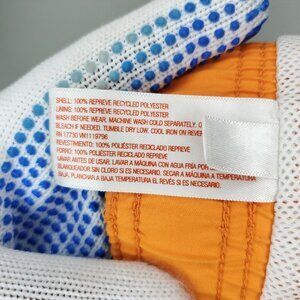 SHELL: 100% REPREVE RECYCLED POLYESTER
LINING: 100% REPREVE RECYCLED POLYESTER
WASH BEFORE WEAR, MACHINE WASH COLD SEPARATELY,
BLEACH IF NEEDED. TUMBLE DRY LOW. COOL IRON ON REVER
RN 17730 VN1119796
REVESTIMIENTO: 100% POLIÉSTER RECICLADO REPREVE
FORRO: 100% POLIÉSTER RECICLADO REPREVE
LAVAR ANTES DE USAR. LAVAR A MÁQUINA CON AGUA FRÍA POR
BLANQUEADOR SIN CLORO SI ES NECESARIO. SECAR A MÁQUINA A TEMPERATURA
BAJA, PLANCHAR A BAJA TEMPERATURA EL REVÉS SI ES NECESARIO.